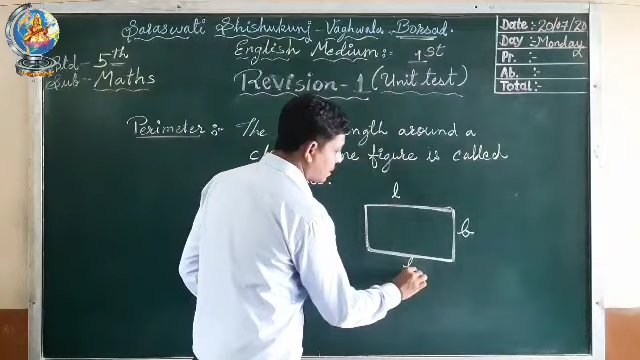 Saraswati Shishukunj - Vaghwala, Borsad.
English Medium:- 1st
Std - 5th
Sub - Maths
Revision - 1 (Unit test)
Date:- 20/07/20
Day:- Monday
Pr. :-
Ab. :-
Total:-
Perimeter :- The ngth around a
c ne figure is called
l
b
l